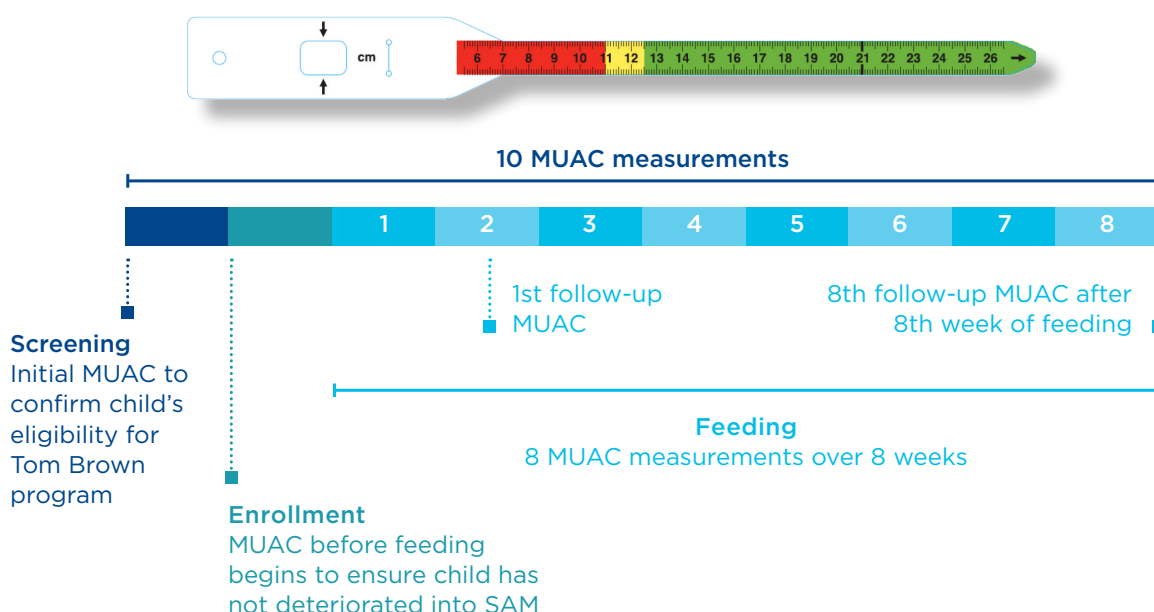 cm
6 7 8 9 10 11 12 13 14 15 16 17 18 19 20 21 22 23 24 25 26
10 MUAC measurements
1 2 3 4 5 6 7 8
1st follow-up
MUAC
8th follow-up MUAC after
8th week of feeding
Screening
Initial MUAC to
confirm child’s
eligibility for
Tom Brown
program
Feeding
8 MUAC measurements over 8 weeks
Enrollment
MUAC before feeding
begins to ensure child has
not deteriorated into SAM